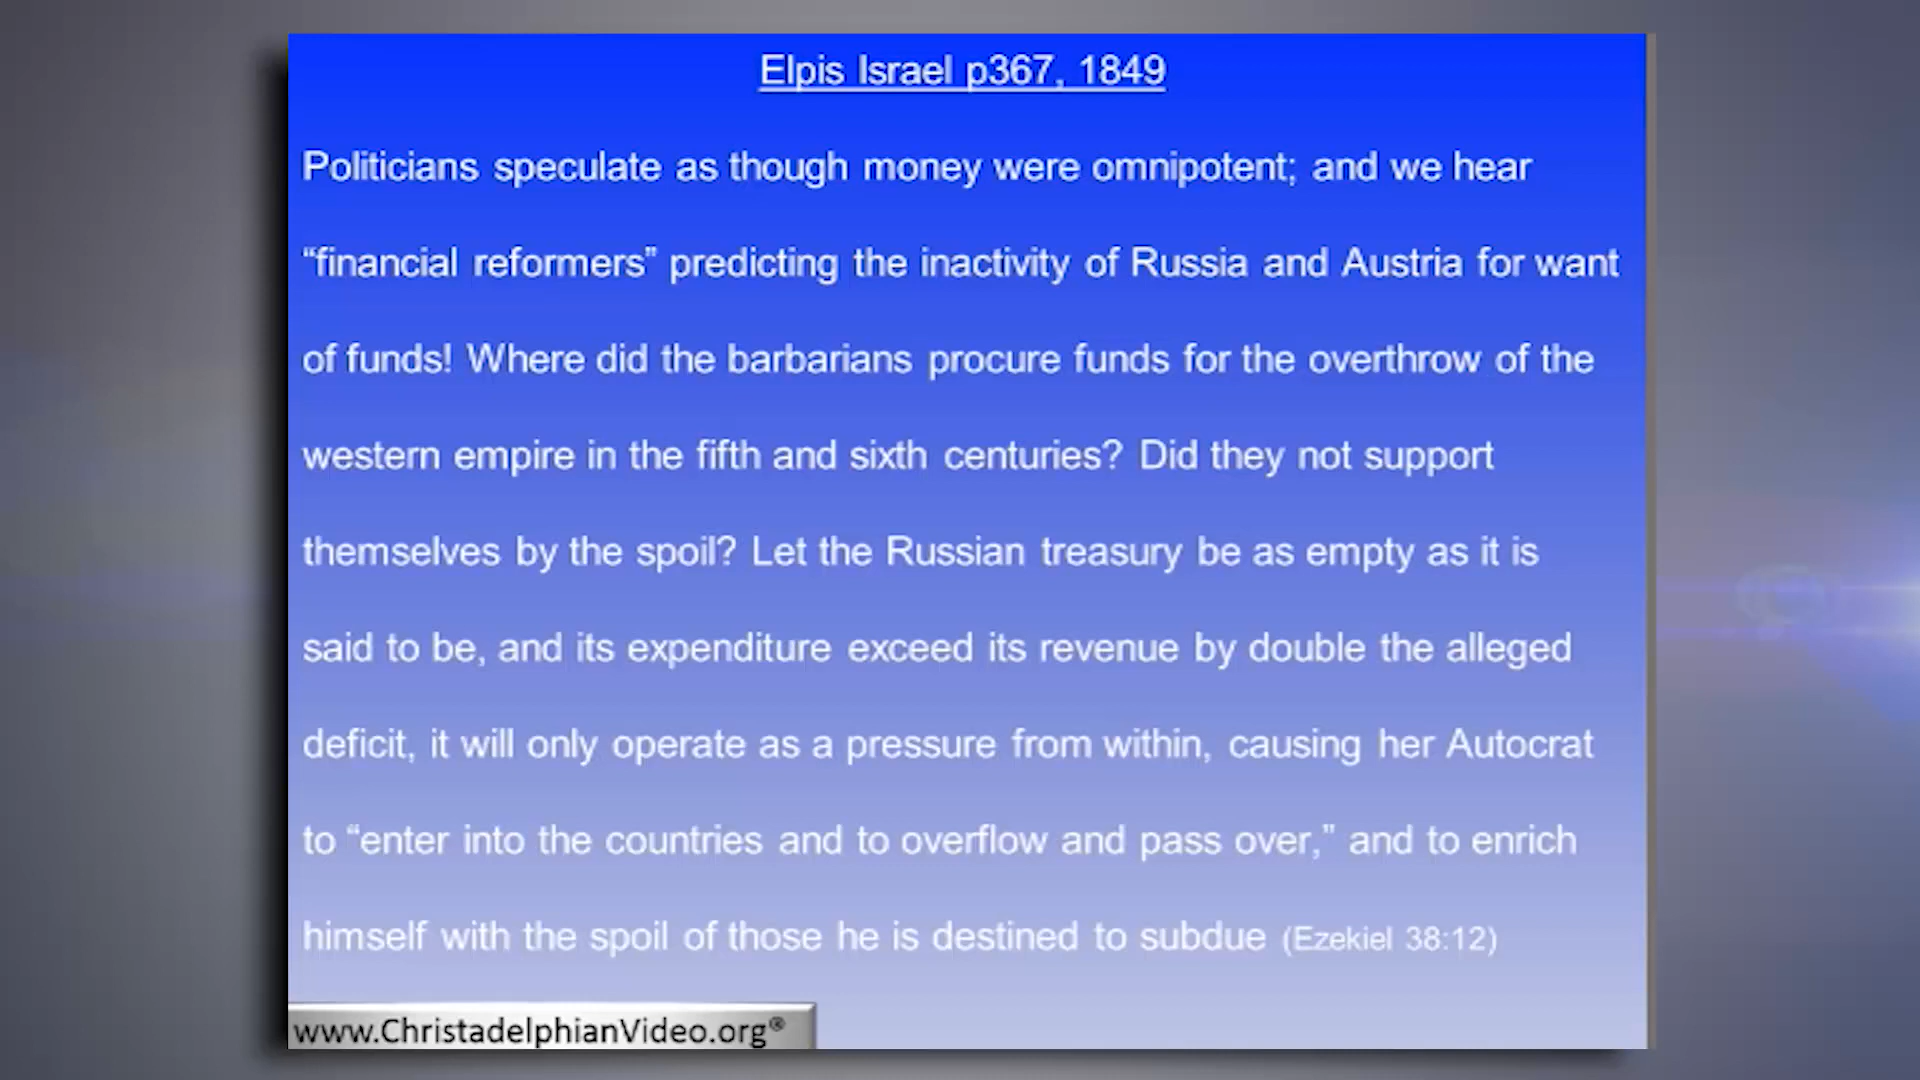 Elpis Israel p367, 1849
Politicians speculate as though money were omnipotent; and we hear
“financial reformers” predicting the inactivity of Russia and Austria for want
of funds! Where did the barbarians procure funds for the overthrow of the
western empire in the fifth and sixth centuries? Did they not support
themselves by the spoil? Let the Russian treasury be as empty as it is
said to be, and its expenditure exceed its revenue by double the alleged
deficit, it will only operate as a pressure from within, causing her Autocrat
to “enter into the countries and to overflow and pass over,” and to enrich
himself with the spoil of those he is destined to subdue (Ezekiel 38:12)
www.ChristadelphianVideo.org®